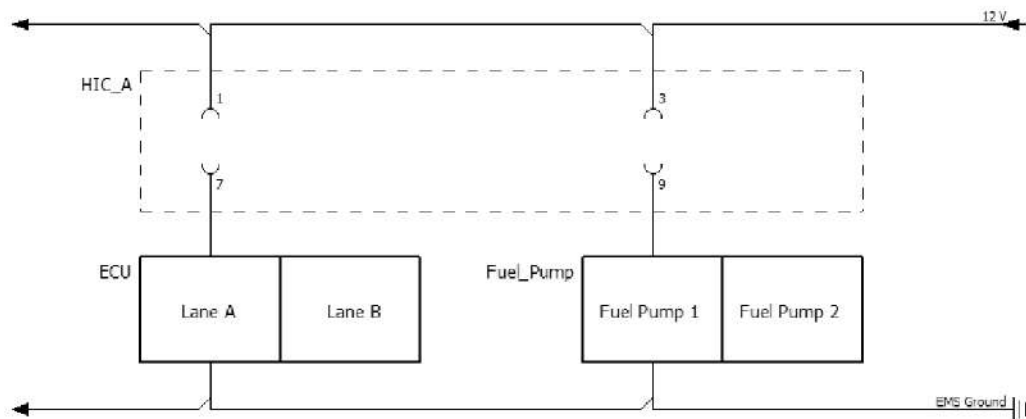 12 V
HIC_A
1
3
7
9
ECU
Fuel_Pump
Lane A
Lane B
Fuel Pump 1
Fuel Pump 2
EMS Ground